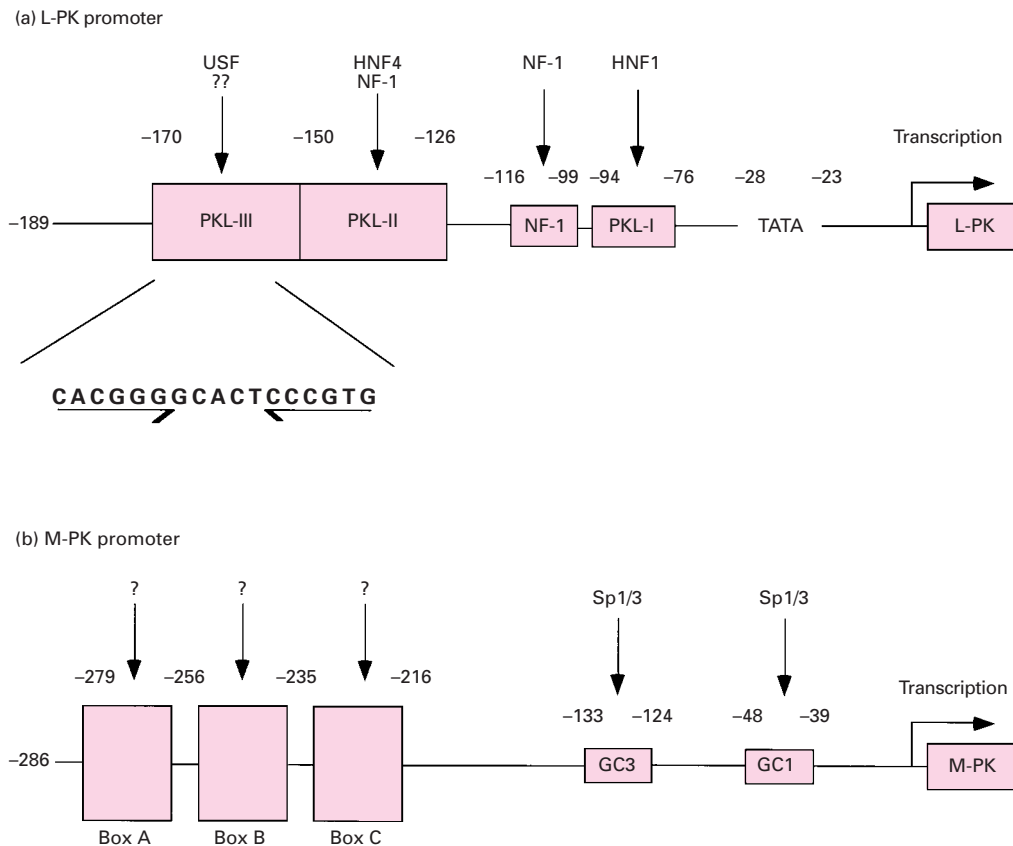 (a) L-PK promoter
USF
??
HNF4
NF-1
NF-1
HNF1
–170
–150
–126
Transcription
–116
–99
–94
–76
–28
–23
–189
PKL-III
PKL-II
NF-1
PKL-I
TATA
L-PK
CACGGGGCACTCCCGTG
(b) M-PK promoter
?
?
?
Sp1/3
Sp1/3
–279
–256
–235
–216
Transcription
–133
–124
–48
–39
–286
GC3
GC1
M-PK
Box A
Box B
Box C